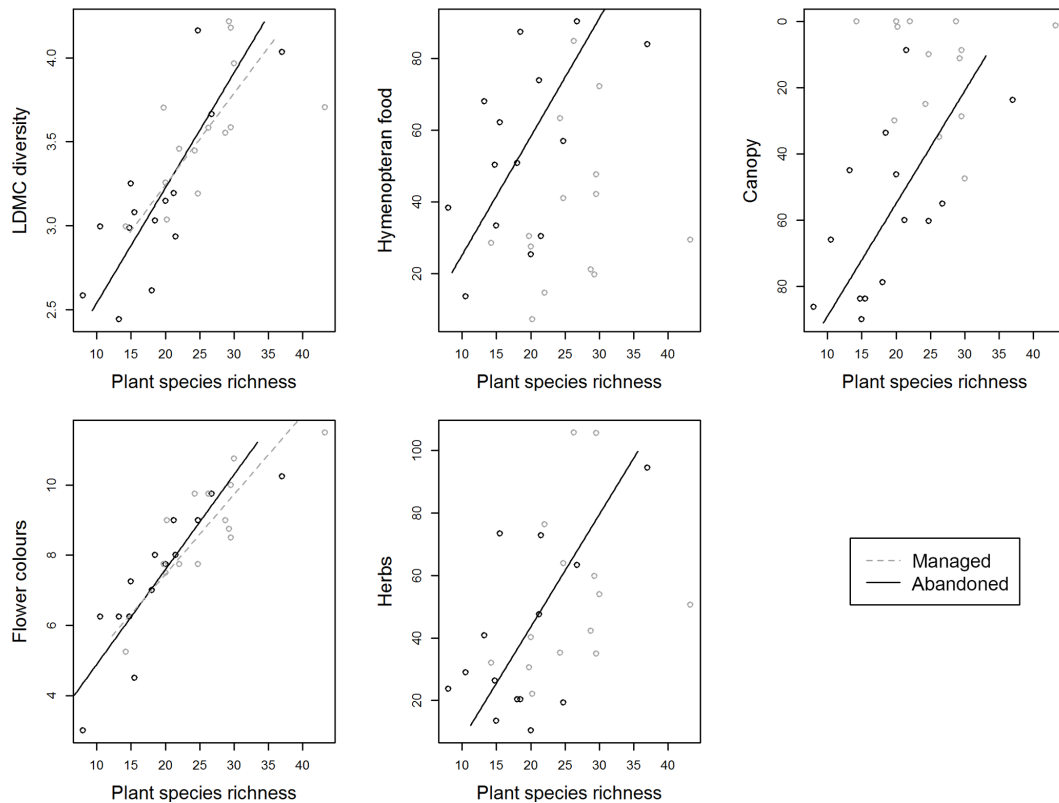 LDMC diversity
2.5 3.0 3.5 4.0
10 15 20 25 30 35 40
Plant species richness
Hymenopteran food
20 40 60 80
10 15 20 25 30 35 40
Plant species richness
Canopy
80 60 40 20 0
10 15 20 25 30 35 40
Plant species richness
Flower colours
4 6 8 10
10 15 20 25 30 35 40
Plant species richness
Herbs
20 40 60 80 100
10 15 20 25 30 35 40
Plant species richness
Managed
Abandoned